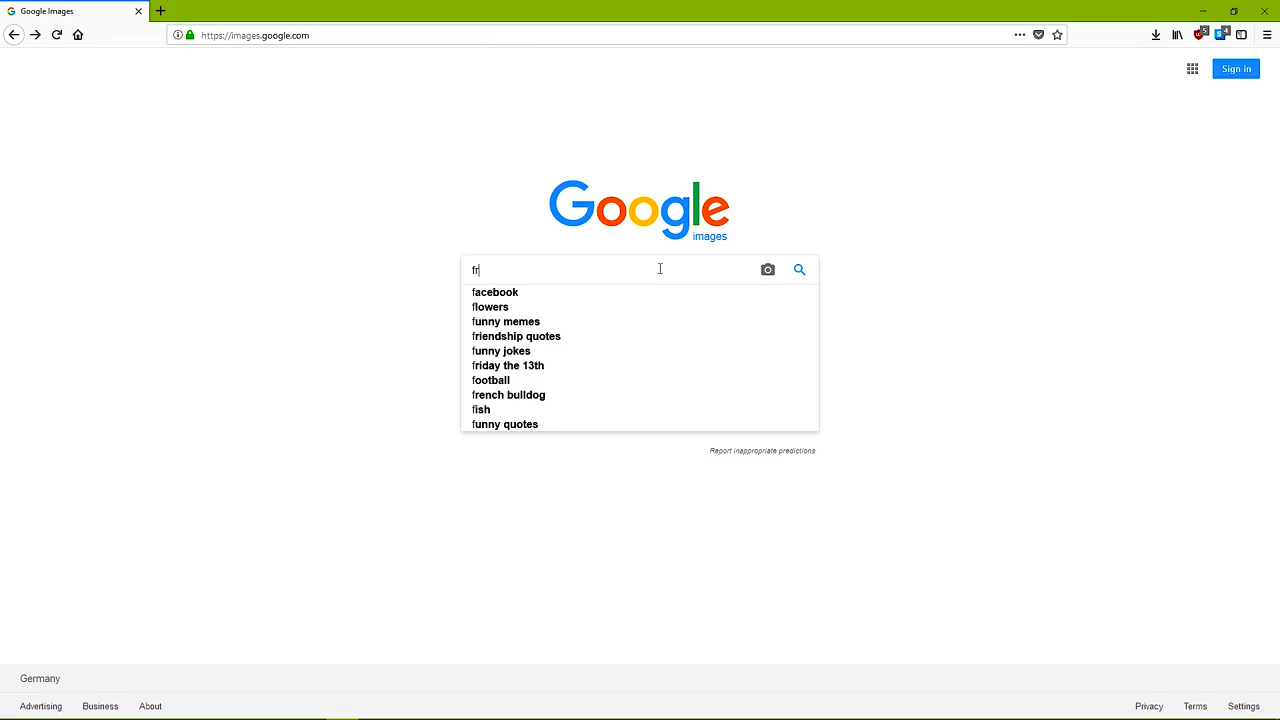 Google Images
https://images.google.com
5
4
Sign in
Google
images
fr
facebook
flowers
funny memes
friendship quotes
funny jokes
friday the 13th
football
french bulldog
fish
funny quotes
Report inappropriate predictions
Germany
Advertising Business About
Privacy Terms Settings